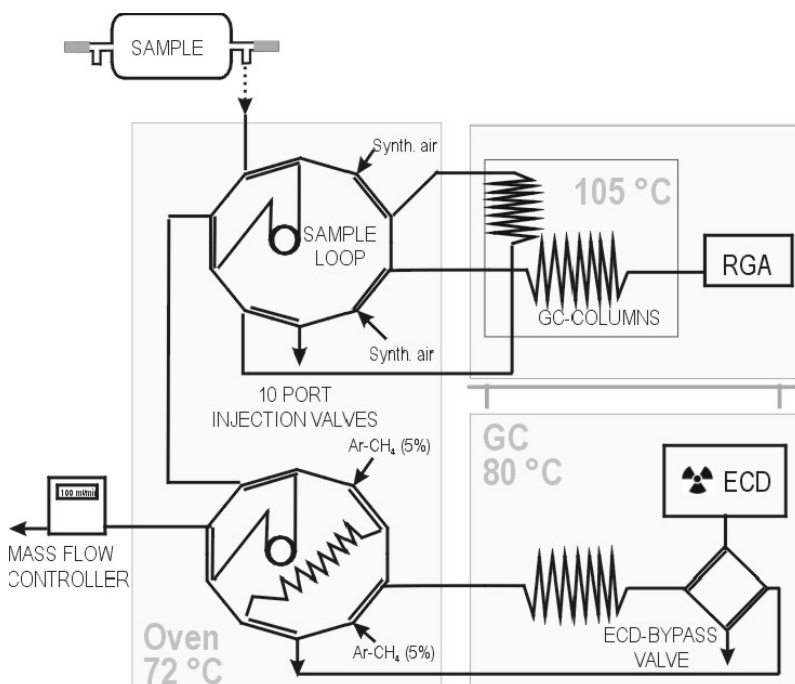 SAMPLE
Synth. air
105 °C
SAMPLE
LOOP
RGA
GC-COLUMNS
Synth. air
10 PORT
INJECTION VALVES
Ar-CH₄ (5%)
GC
80 °C
100 ml/min
ECD
MASS FLOW
CONTROLLER
Oven
72 °C
Ar-CH₄ (5%)
ECD-BYPASS
VALVE